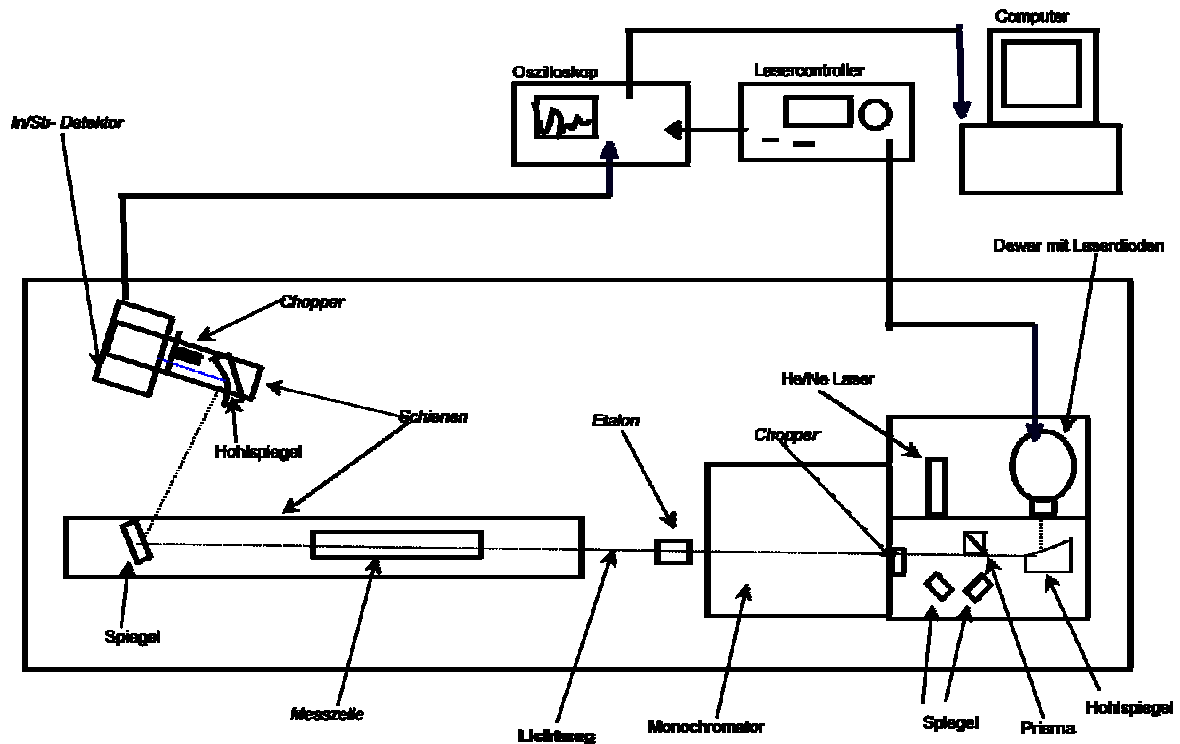 Computer
Oszilloskop
Lasercontroller
In/Sb- Detektor
Dewar mit Laserdioden
Chopper
He/Ne Laser
Schienen
Etalon
Chopper
Hohlspiegel
Spiegel
Messzelle
Lichtweg
Monochromator
Spiegel
Prisma
Hohlspiegel